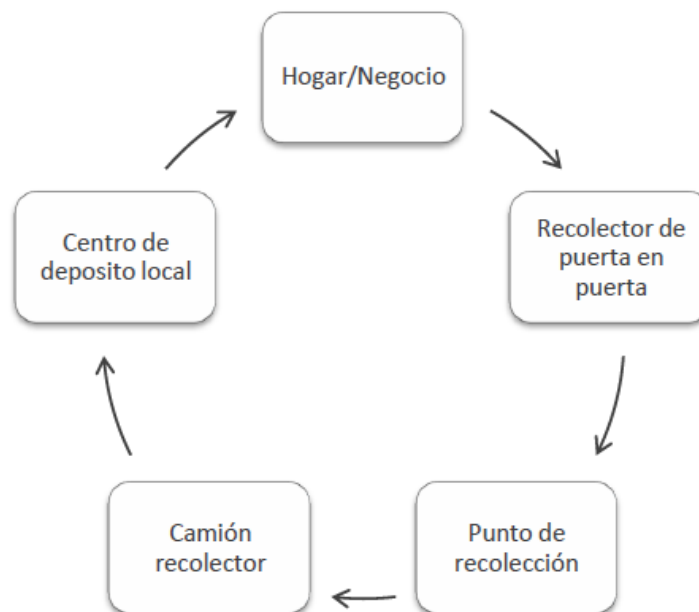 Hogar/Negocio
Recolector de
puerta en
puerta
Punto de
recolección
Camión
recolector
Centro de
deposito local